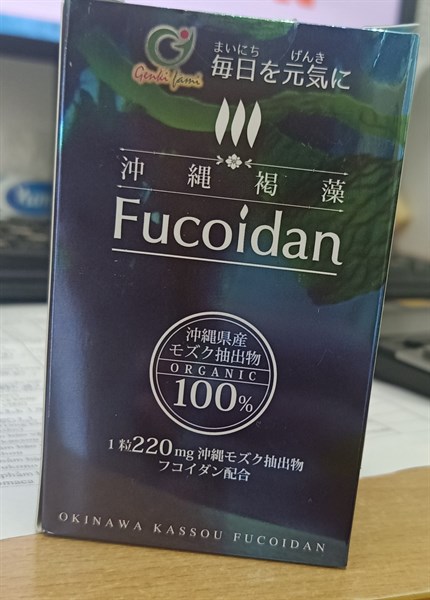 まいにち げんき
毎日を元気に
Genki Fami
沖縄褐藻
Fucoidan
沖縄県産
モズク抽出物
ORGANIC
100%
1粒220mg 沖縄モズク抽出物
フコイダン配合
OKINAWA KASSOU FUCOIDAN